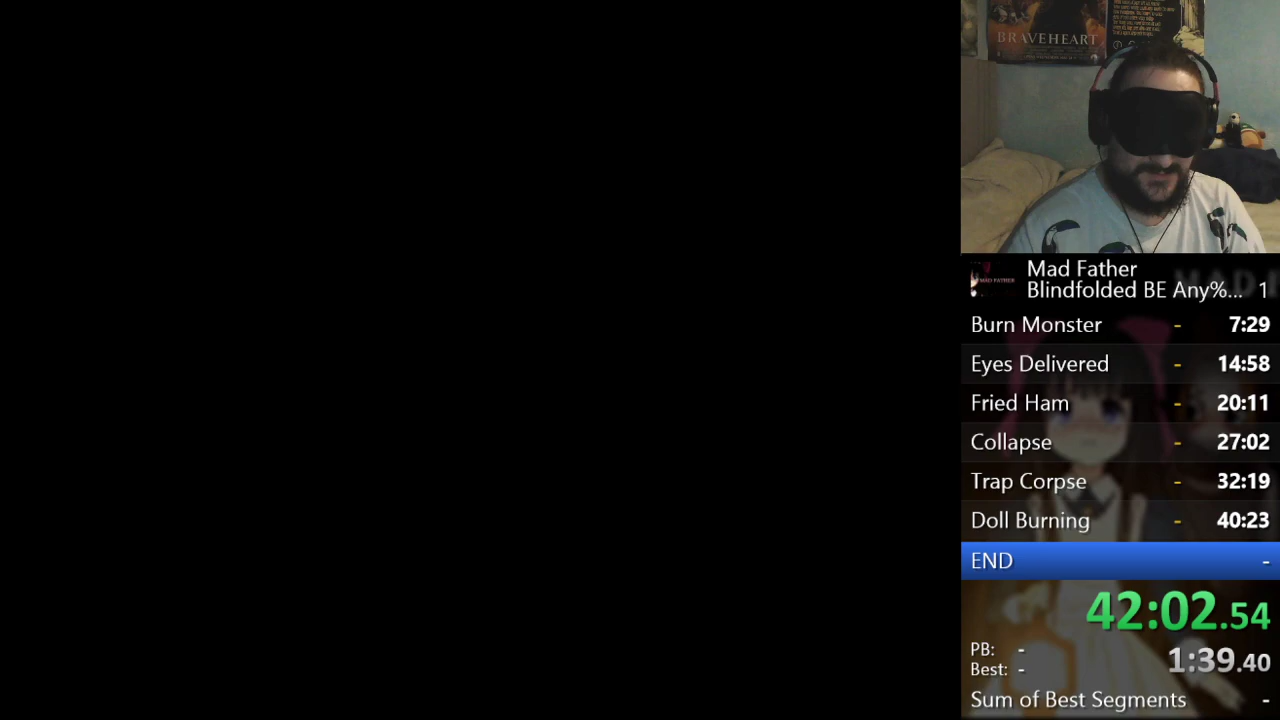 BRAVEHEART
Mad Father
Blindfolded BE Any%... 1
Burn Monster - 7:29
Eyes Delivered - 14:58
Fried Ham - 20:11
Collapse - 27:02
Trap Corpse - 32:19
Doll Burning - 40:23
END -
42:02.54
PB: -
1:39.40
Best: -
Sum of Best Segments -